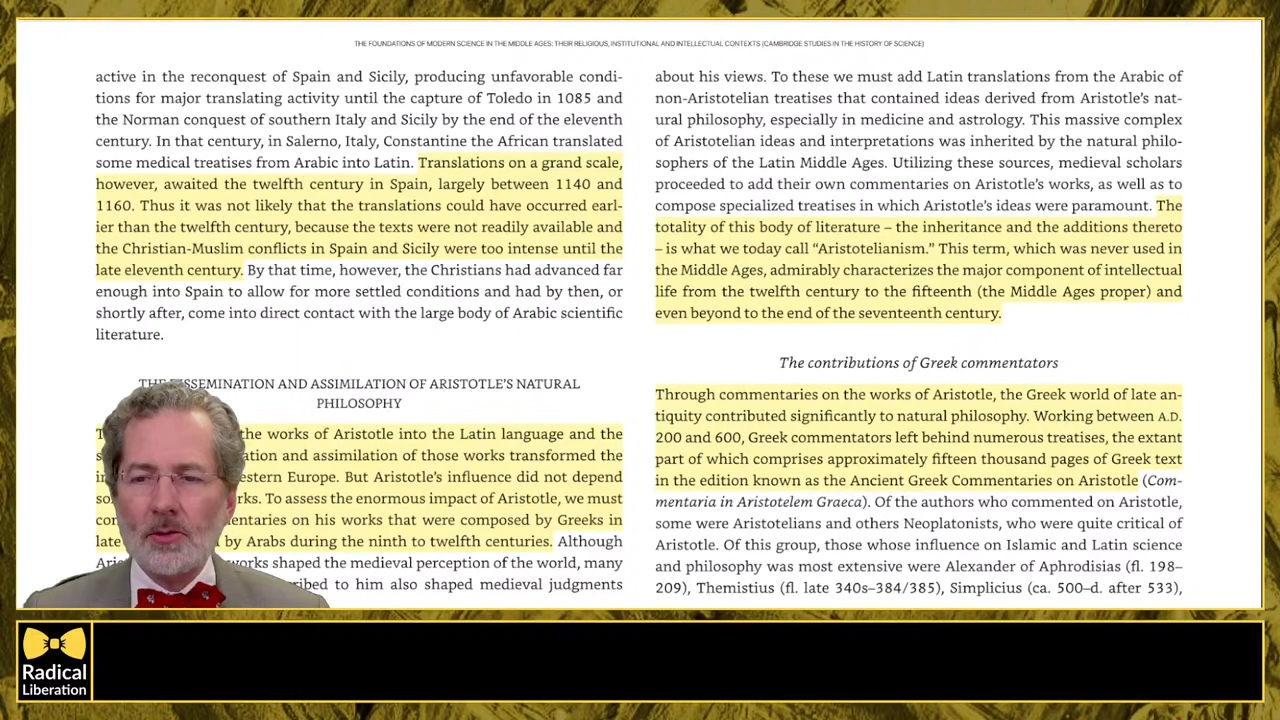 THE FOUNDATIONS OF MODERN SCIENCE IN THE MIDDLE AGES: THEIR RELIGIOUS, INSTITUTIONAL AND INTELLECTUAL CONTEXTS (CAMBRIDGE STUDIES IN THE HISTORY OF SCIENCE)
active in the reconquest of Spain and Sicily, producing unfavorable condi-
tions for major translating activity until the capture of Toledo in 1085 and
the Norman conquest of southern Italy and Sicily by the end of the eleventh
century. In that century, in Salerno, Italy, Constantine the African translated
some medical treatises from Arabic into Latin. Translations on a grand scale,
however, awaited the twelfth century in Spain, largely between 1140 and
1160. Thus it was not likely that the translations could have occurred earl-
ier than the twelfth century, because the texts were not readily available and
the Christian-Muslim conflicts in Spain and Sicily were too intense until the
late eleventh century. By that time, however, the Christians had advanced far
enough into Spain to allow for more settled conditions and had by then, or
shortly after, come into direct contact with the large body of Arabic scientific
literature.
THE DISSEMINATION AND ASSIMILATION OF ARISTOTLE'S NATURAL
PHILOSOPHY
the works of Aristotle into the Latin language and the
and assimilation of those works transformed the
Europe. But Aristotle's influence did not depend
To assess the enormous impact of Aristotle, we must
on his works that were composed by Greeks in
late by Arabs during the ninth to twelfth centuries. Although
works shaped the medieval perception of the world, many
to him also shaped medieval judgments
about his views. To these we must add Latin translations from the Arabic of
non-Aristotelian treatises that contained ideas derived from Aristotle's nat-
ural philosophy, especially in medicine and astrology. This massive complex
of Aristotelian ideas and interpretations was inherited by the natural philo-
sophers of the Latin Middle Ages. Utilizing these sources, medieval scholars
proceeded to add their own commentaries on Aristotle's works, as well as to
compose specialized treatises in which Aristotle's ideas were paramount. The
totality of this body of literature – the inheritance and the additions thereto
– is what we today call “Aristotelianism.” This term, which was never used in
the Middle Ages, admirably characterizes the major component of intellectual
life from the twelfth century to the fifteenth (the Middle Ages proper) and
even beyond to the end of the seventeenth century.
The contributions of Greek commentators
Through commentaries on the works of Aristotle, the Greek world of late an-
tiquity contributed significantly to natural philosophy. Working between A.D.
200 and 600, Greek commentators left behind numerous treatises, the extant
part of which comprises approximately fifteen thousand pages of Greek text
in the edition known as the Ancient Greek Commentaries on Aristotle (Com-
mentaria in Aristotelem Graeca). Of the authors who commented on Aristotle,
some were Aristotelians and others Neoplatonists, who were quite critical of
Aristotle. Of this group, those whose influence on Islamic and Latin science
and philosophy was most extensive were Alexander of Aphrodisias (fl. 198–
209), Themistius (fl. late 340s–384/385), Simplicius (ca. 500–d. after 533),
Radical
Liberation